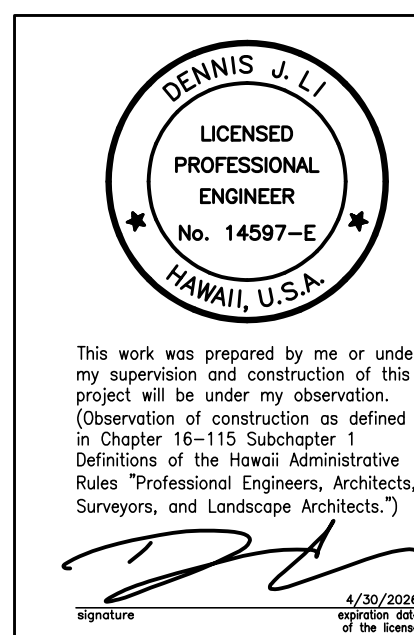 DENNIS J. LI
LICENSED
PROFESSIONAL
ENGINEER
No. 14597-E
HAWAII, U.S.A.
This work was prepared by me or unde
my supervision and construction of this
project will be under my observation.
(Observation of construction as defined
in Chapter 16-115 Subchapter 1
Definitions of the Hawaii Administrative
Rules "Professional Engineers, Architects,
Surveyors, and Landscape Architects.")
4/30/2026
signature
expiration dat
of the licens